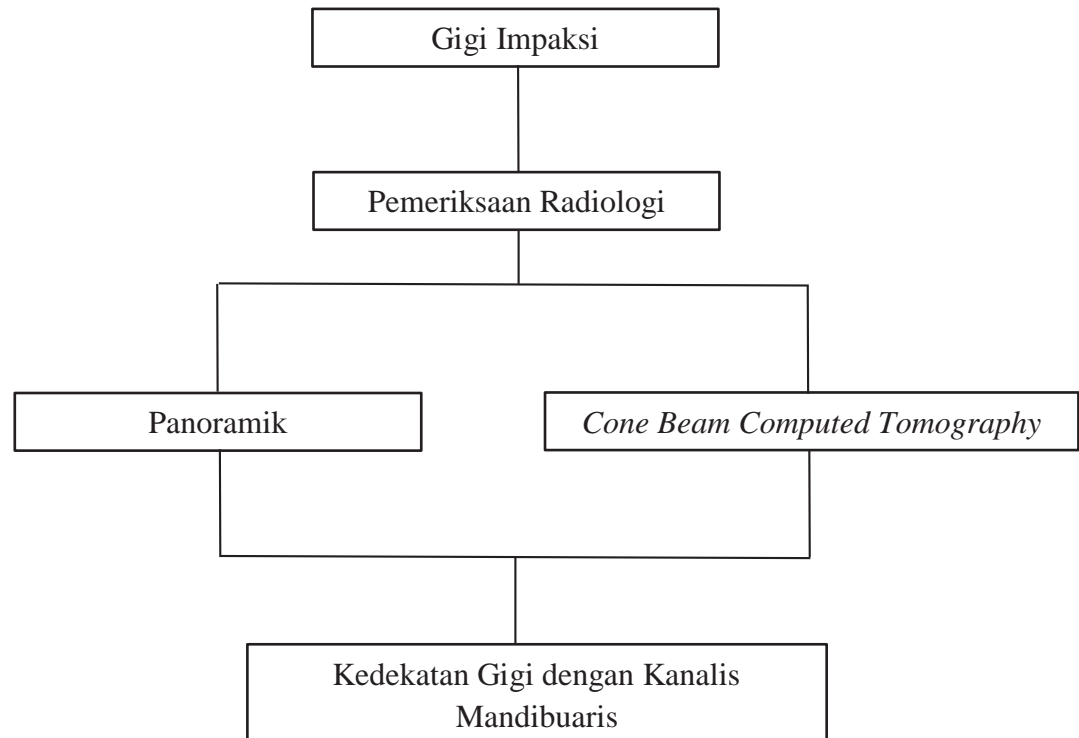 Gigi Impaksi
Pemeriksaan Radiologi
Panoramik
Cone Beam Computed Tomography
Kedekatan Gigi dengan Kanalis
Mandibuaris